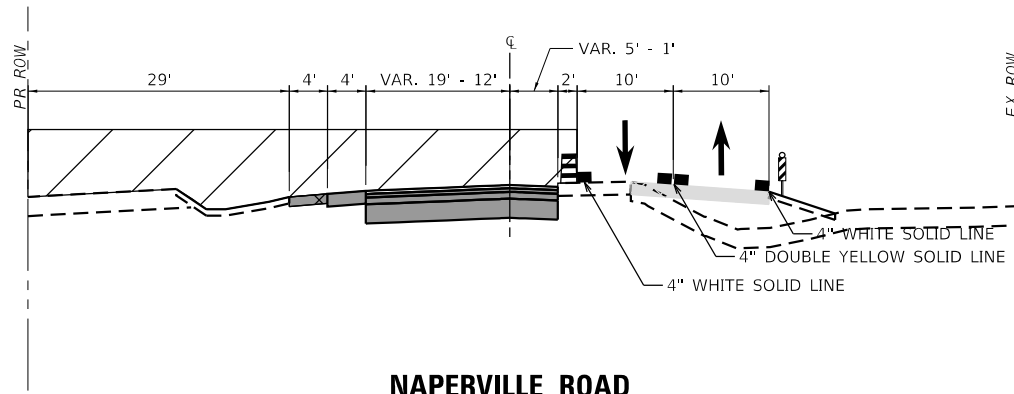 PR ROW
℄
VAR. 5' - 1'
EX ROW
29'
4'
4'
VAR. 19' - 12'
2'
10'
10'
4" WHITE SOLID LINE
4" DOUBLE YELLOW SOLID LINE
4" WHITE SOLID LINE
NAPERVILLE ROAD